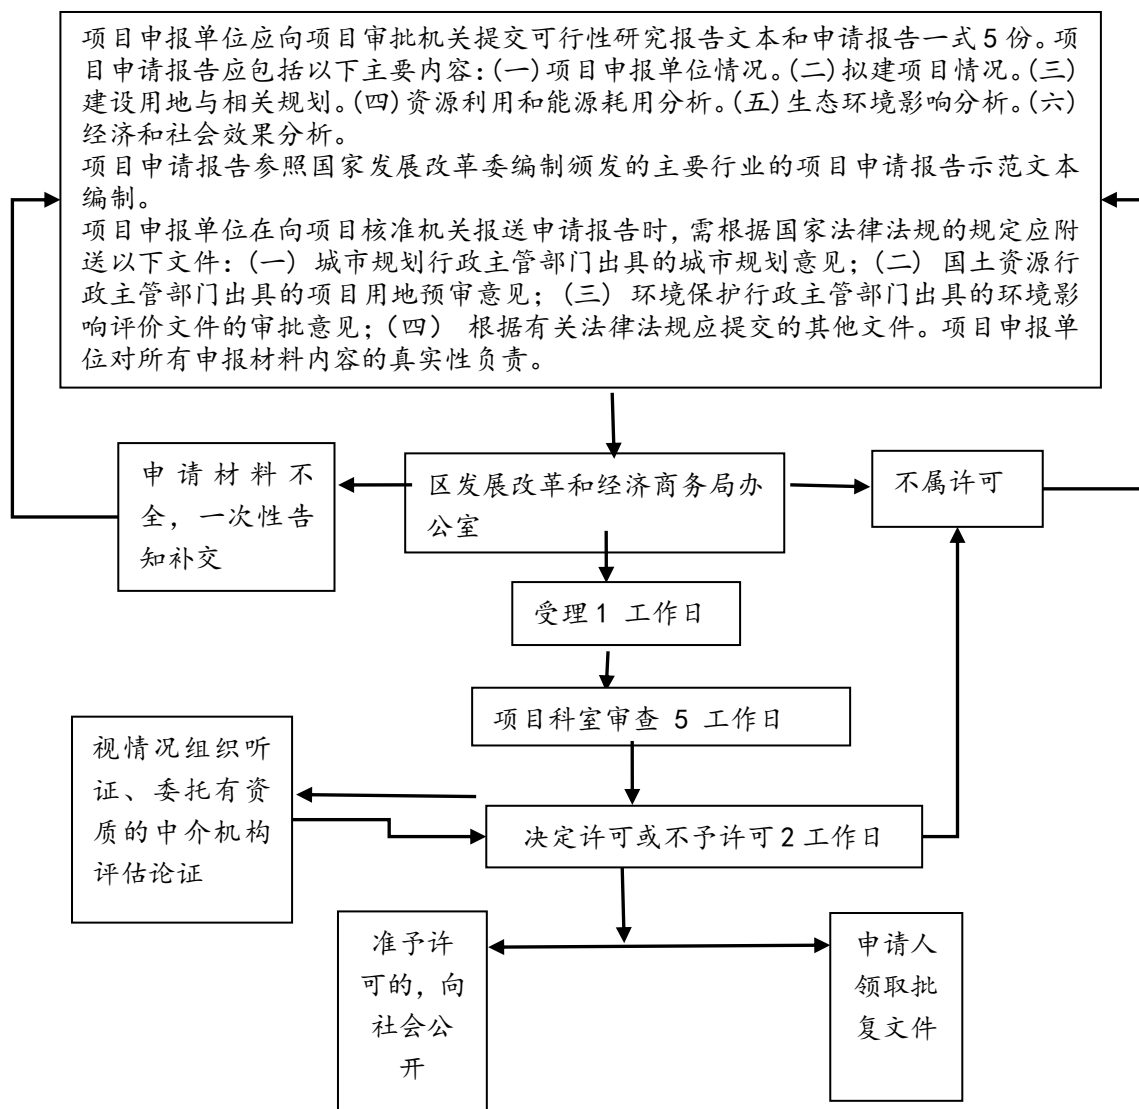 项目申报单位应向项目审批机关提交可行性研究报告文本和申请报告一式5份。项
目申请报告应包括以下主要内容：(一)项目申报单位情况。(二)拟建项目情况。(三)
建设用地与相关规划。(四)资源利用和能源耗用分析。(五)生态环境影响分析。(六)
经济和社会效果分析。
项目申请报告参照国家发展改革委编制颁发的主要行业的项目申请报告示范文本
编制。
项目申报单位在向项目核准机关报送申请报告时，需根据国家法律法规的规定应附
送以下文件：(一) 城市规划行政主管部门出具的城市规划意见；(二) 国土资源行
政主管部门出具的项目用地预审意见；(三) 环境保护行政主管部门出具的环境影
响评价文件的审批意见；(四) 根据有关法律法规应提交的其他文件。项目申报单
位对所有申报材料内容的真实性负责。
申请材料不
全，一次性告
知补交
区发展改革和经济商务局办
公室
不属许可
受理1 工作日
项目科室审查 5 工作日
视情况组织听
证、委托有资
质的中介机构
评估论证
决定许可或不予许可2工作日
准予许
可的，向
社会公
开
申请人
领取批
复文件